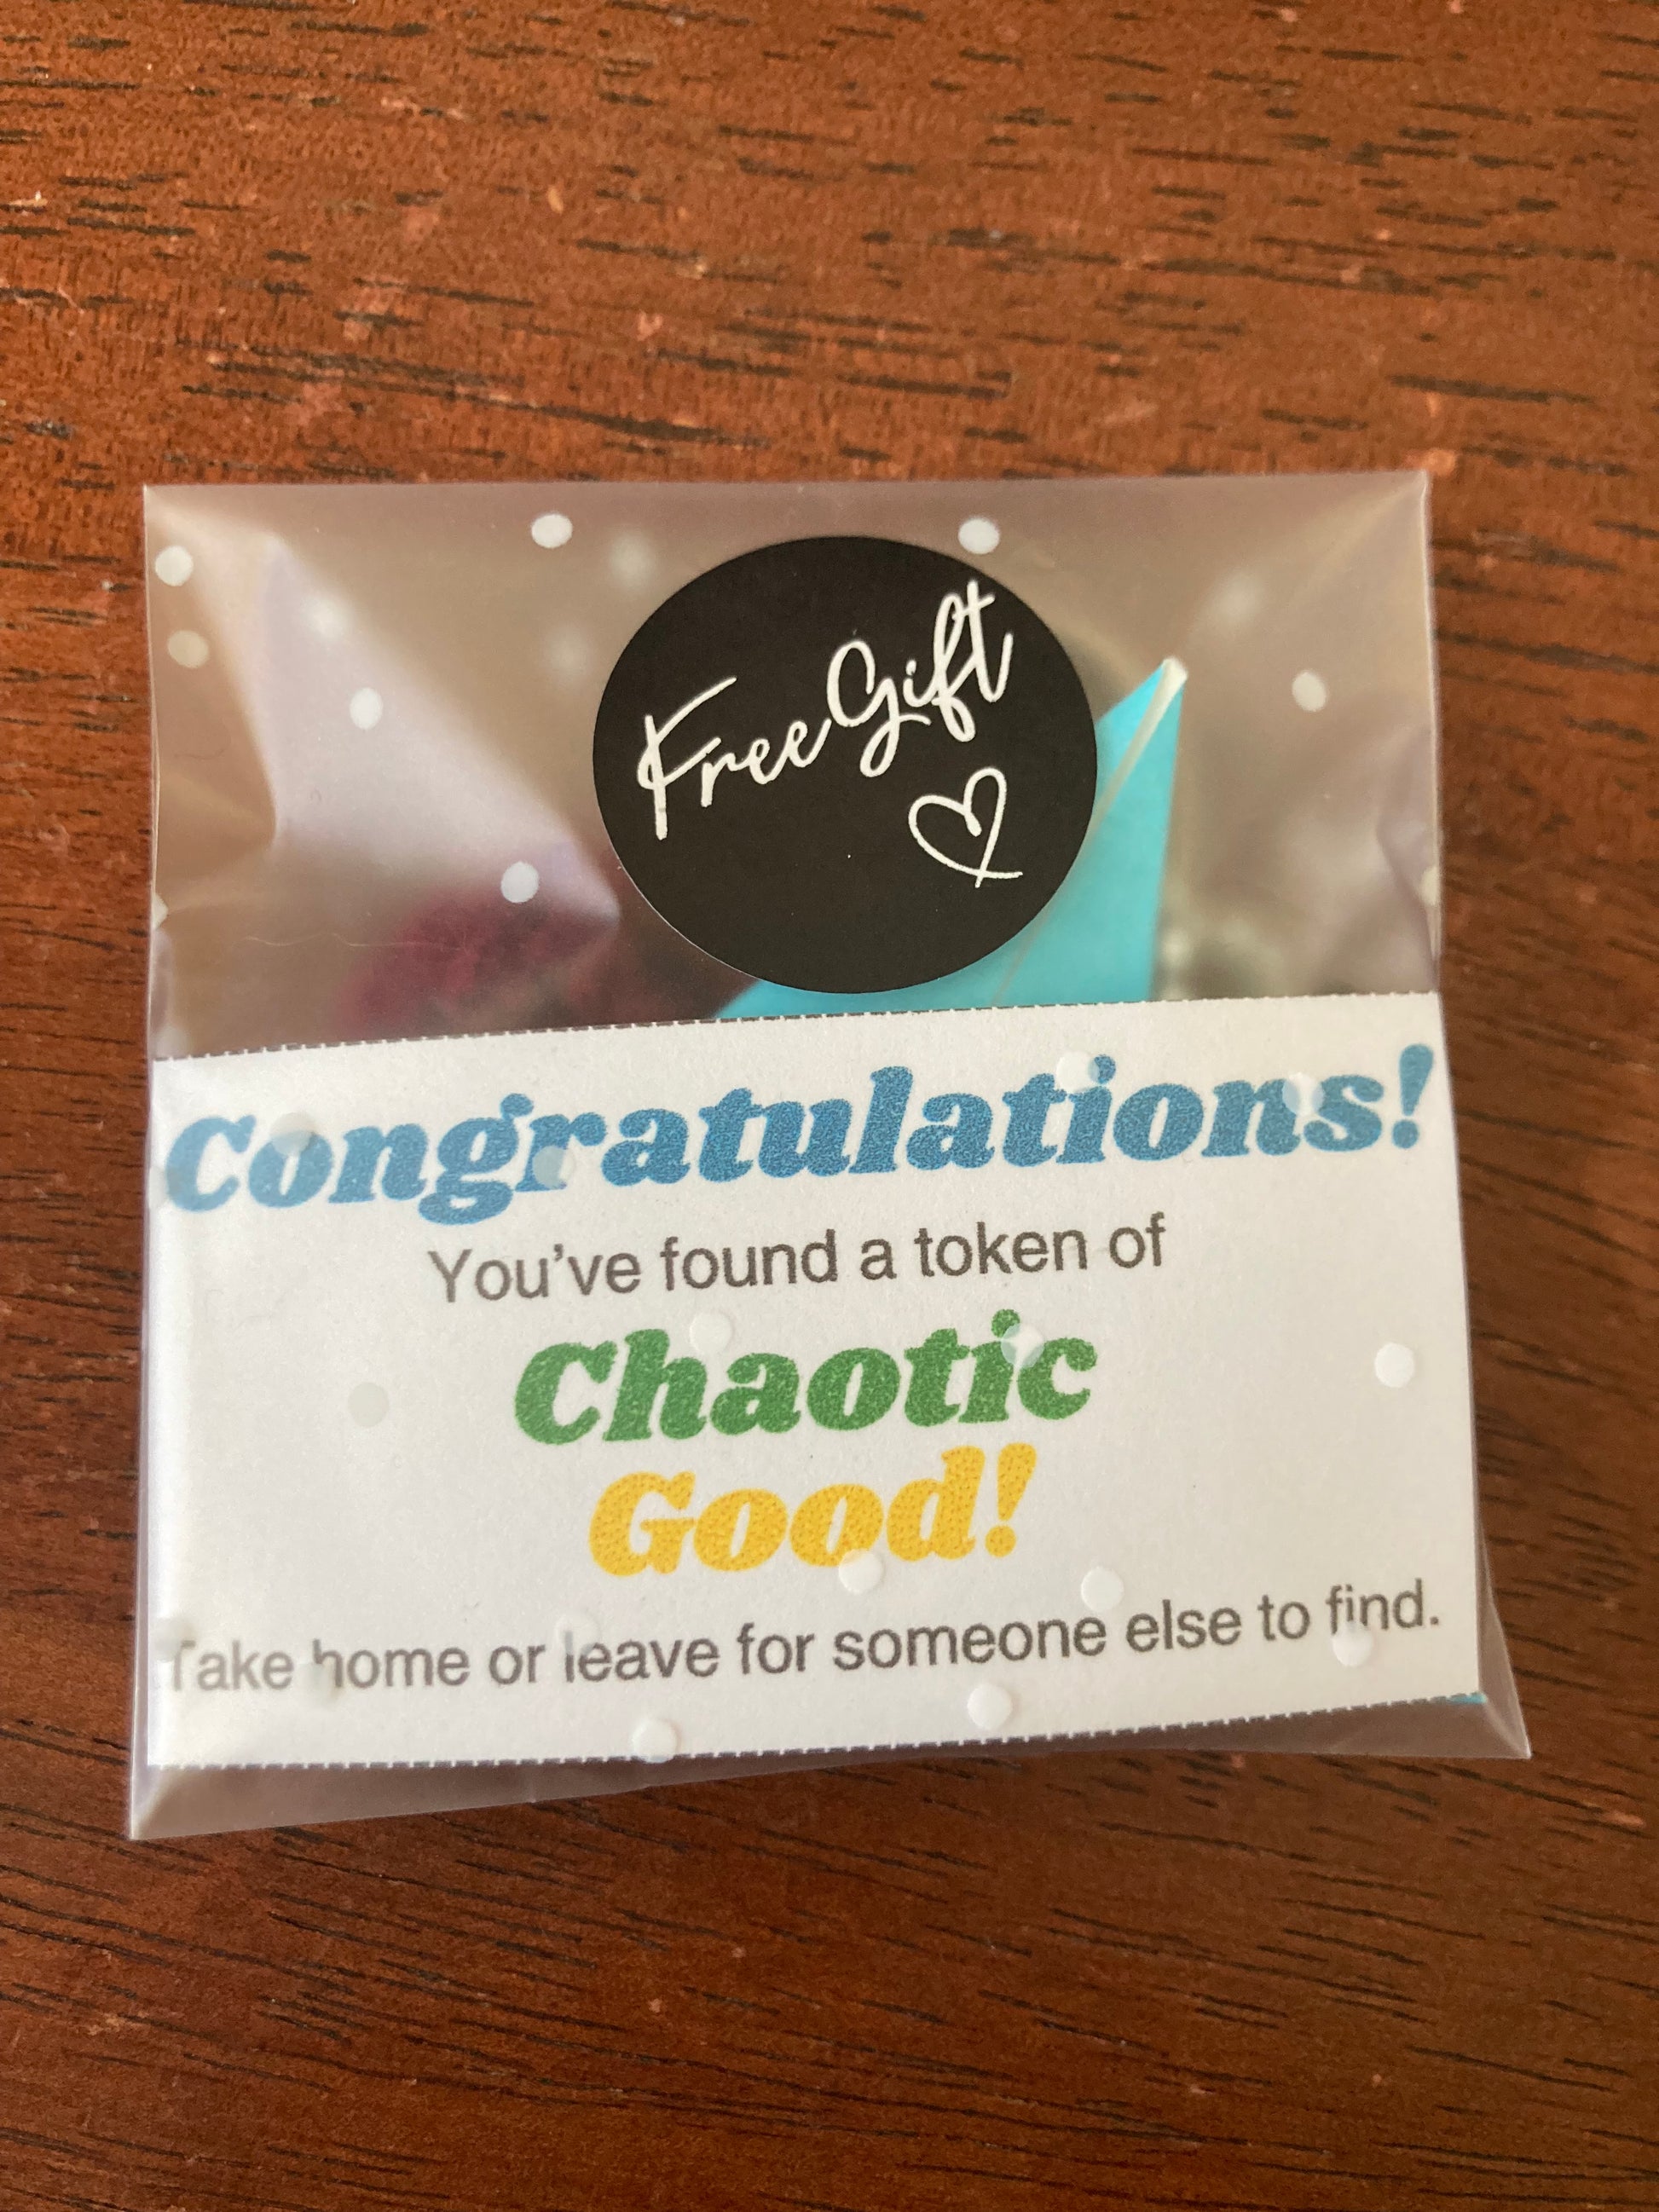 Free Gift
Congratulations!
You've found a token of
Chaotic
Good!
Take home or leave for someone else to find.